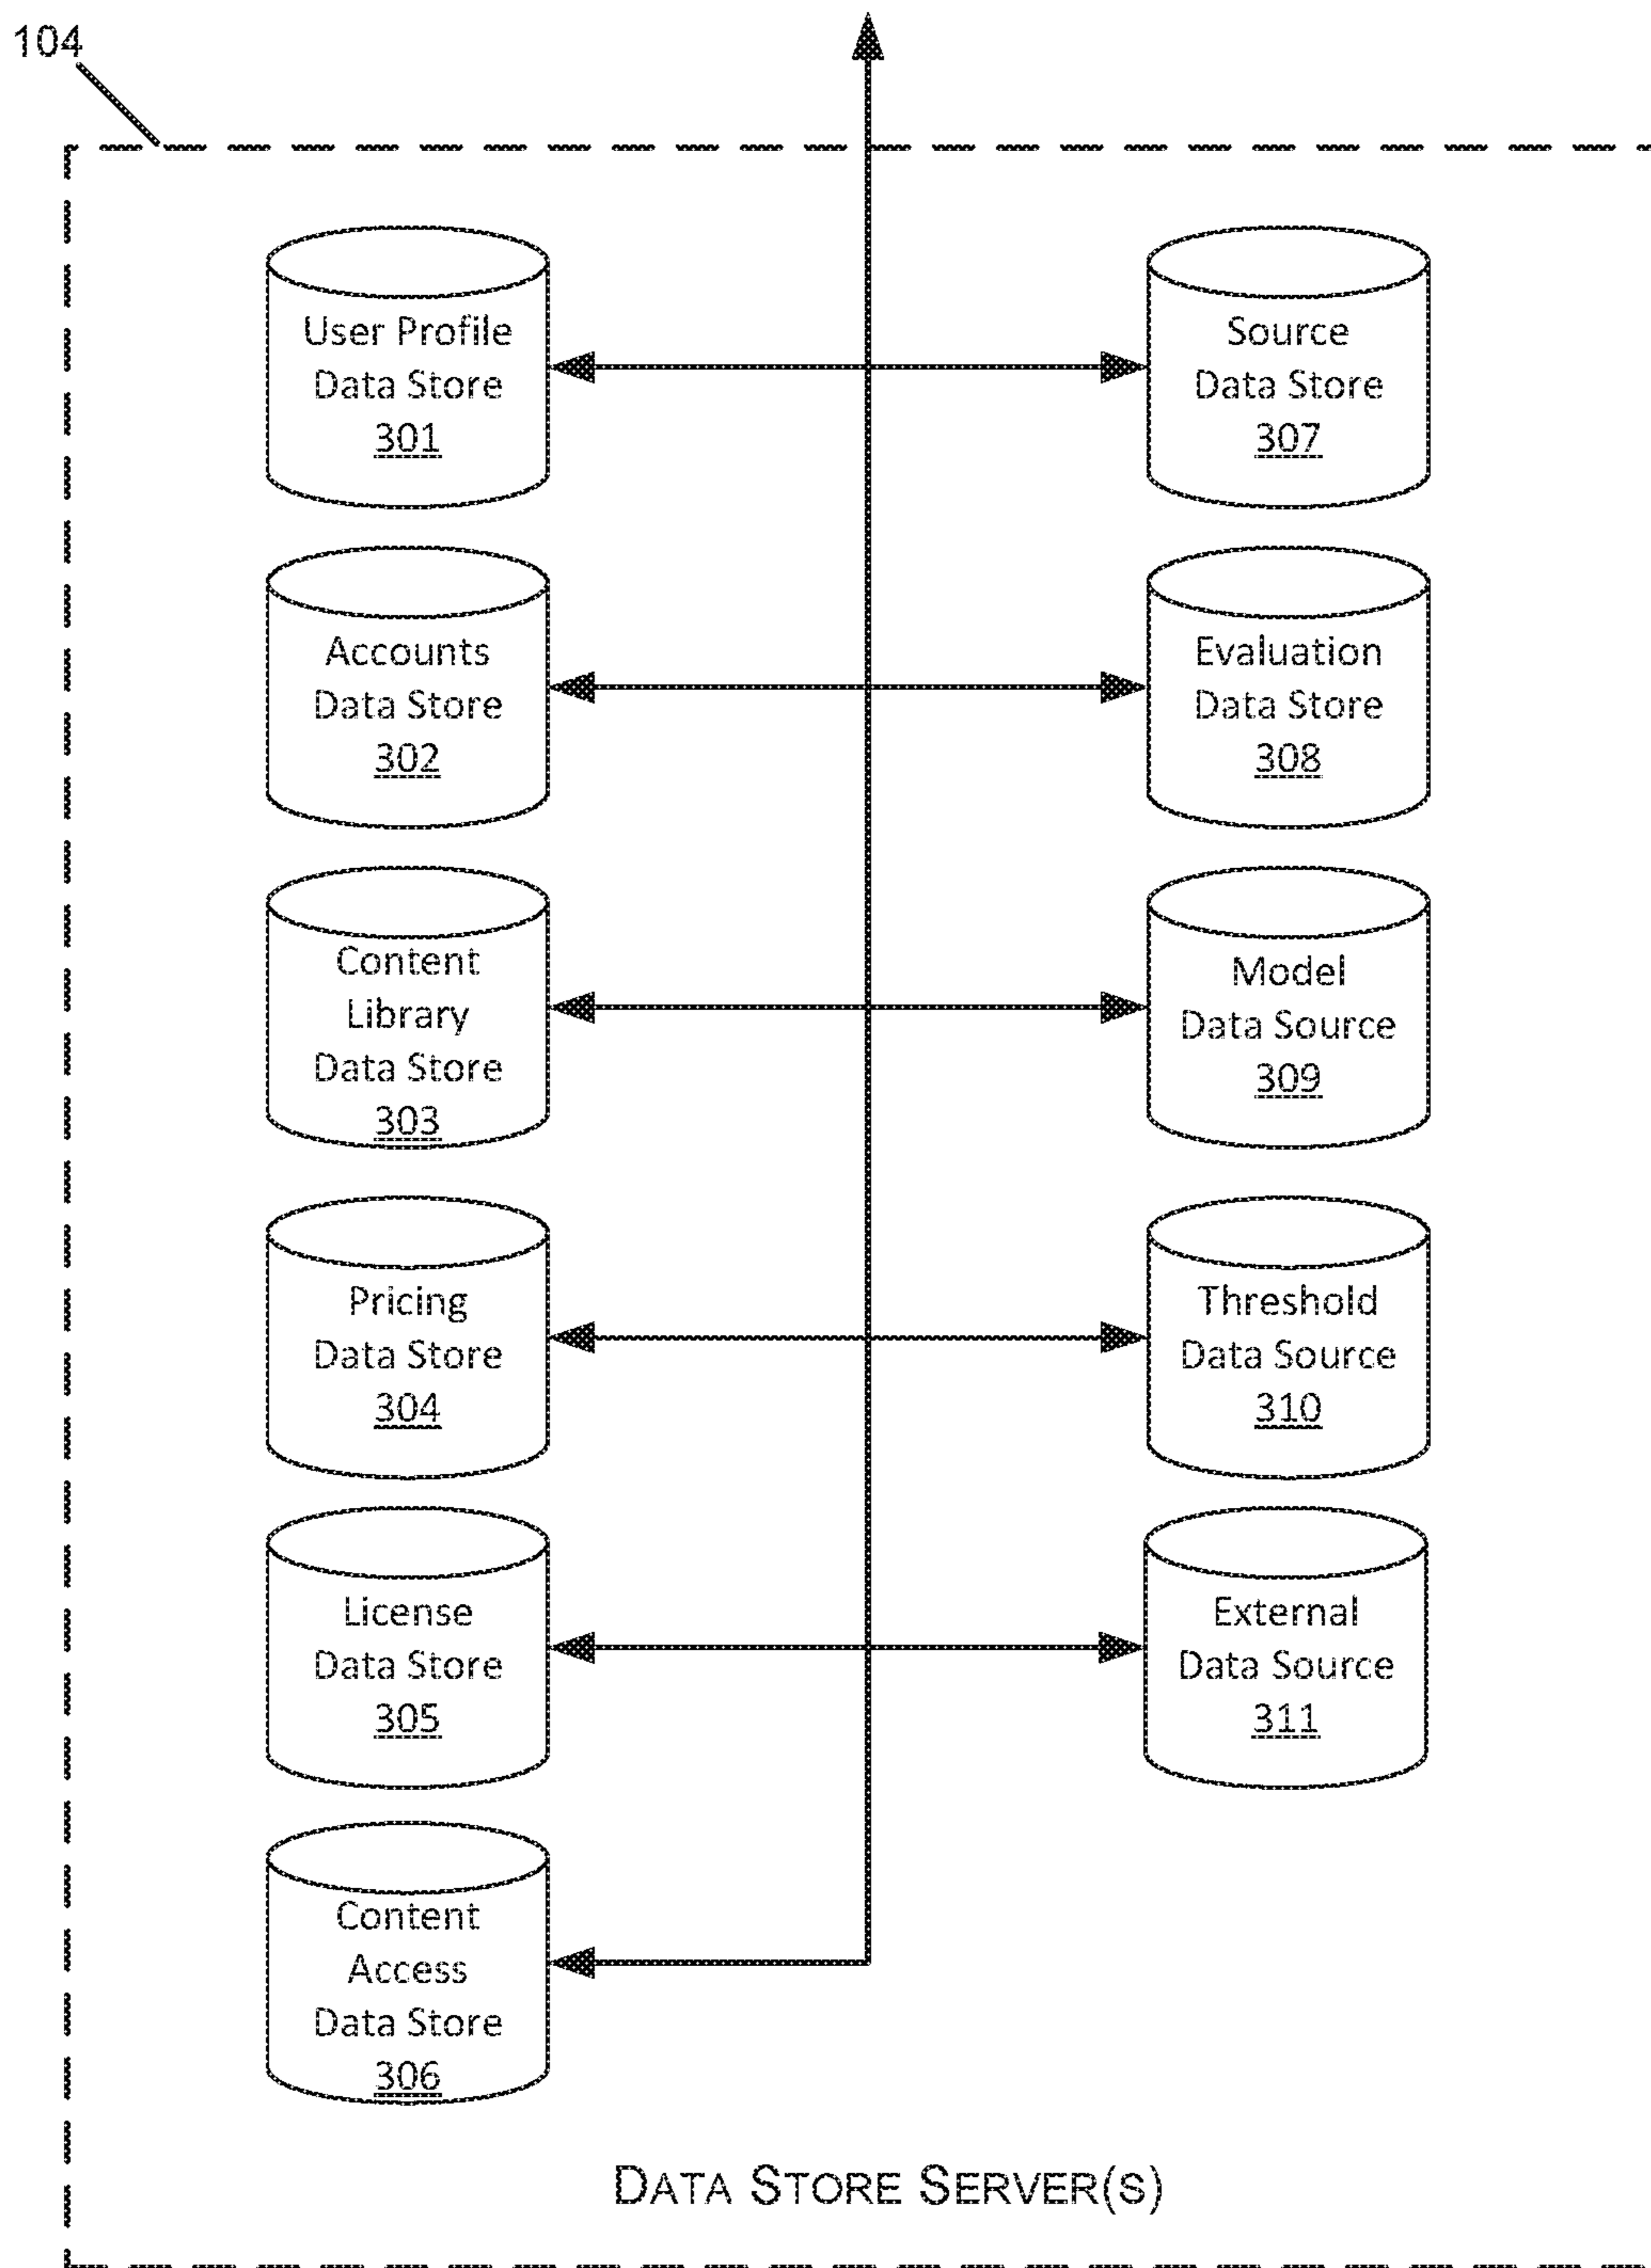 104
User Profile
Data Store
301
Source
Data Store
307
Accounts
Data Store
302
Evaluation
Data Store
308
Content
Library
Data Store
303
Model
Data Source
309
Pricing
Data Store
304
Threshold
Data Source
310
License
Data Store
305
External
Data Source
311
Content
Access
Data Store
306
DATA STORE SERVER(S)